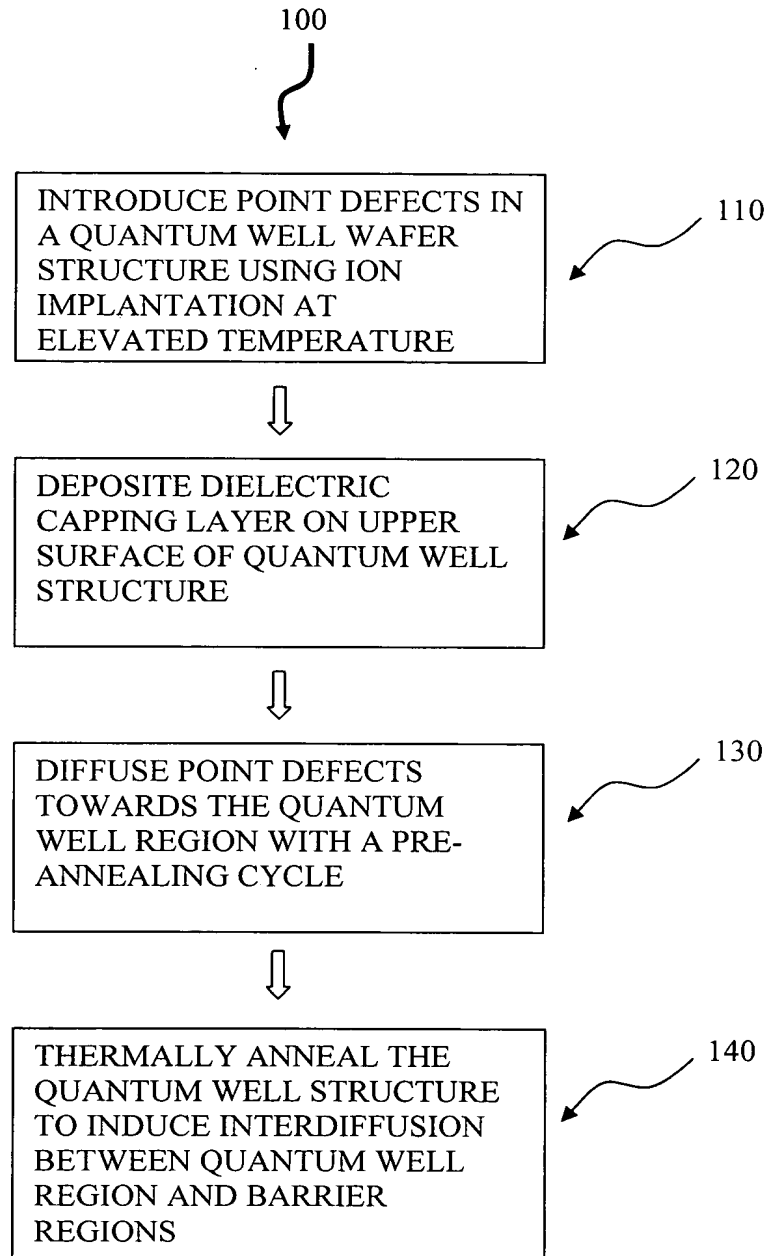 100
INTRODUCE POINT DEFECTS IN
A QUANTUM WELL WAFER
STRUCTURE USING ION
IMPLANTATION AT
ELEVATED TEMPERATURE
110
DEPOSITE DIELECTRIC
CAPPING LAYER ON UPPER
SURFACE OF QUANTUM WELL
STRUCTURE
120
DIFFUSE POINT DEFECTS
TOWARDS THE QUANTUM
WELL REGION WITH A PRE-
ANNEALING CYCLE
130
THERMALLY ANNEAL THE
QUANTUM WELL STRUCTURE
TO INDUCE INTERDIFFUSION
BETWEEN QUANTUM WELL
REGION AND BARRIER
REGIONS
140